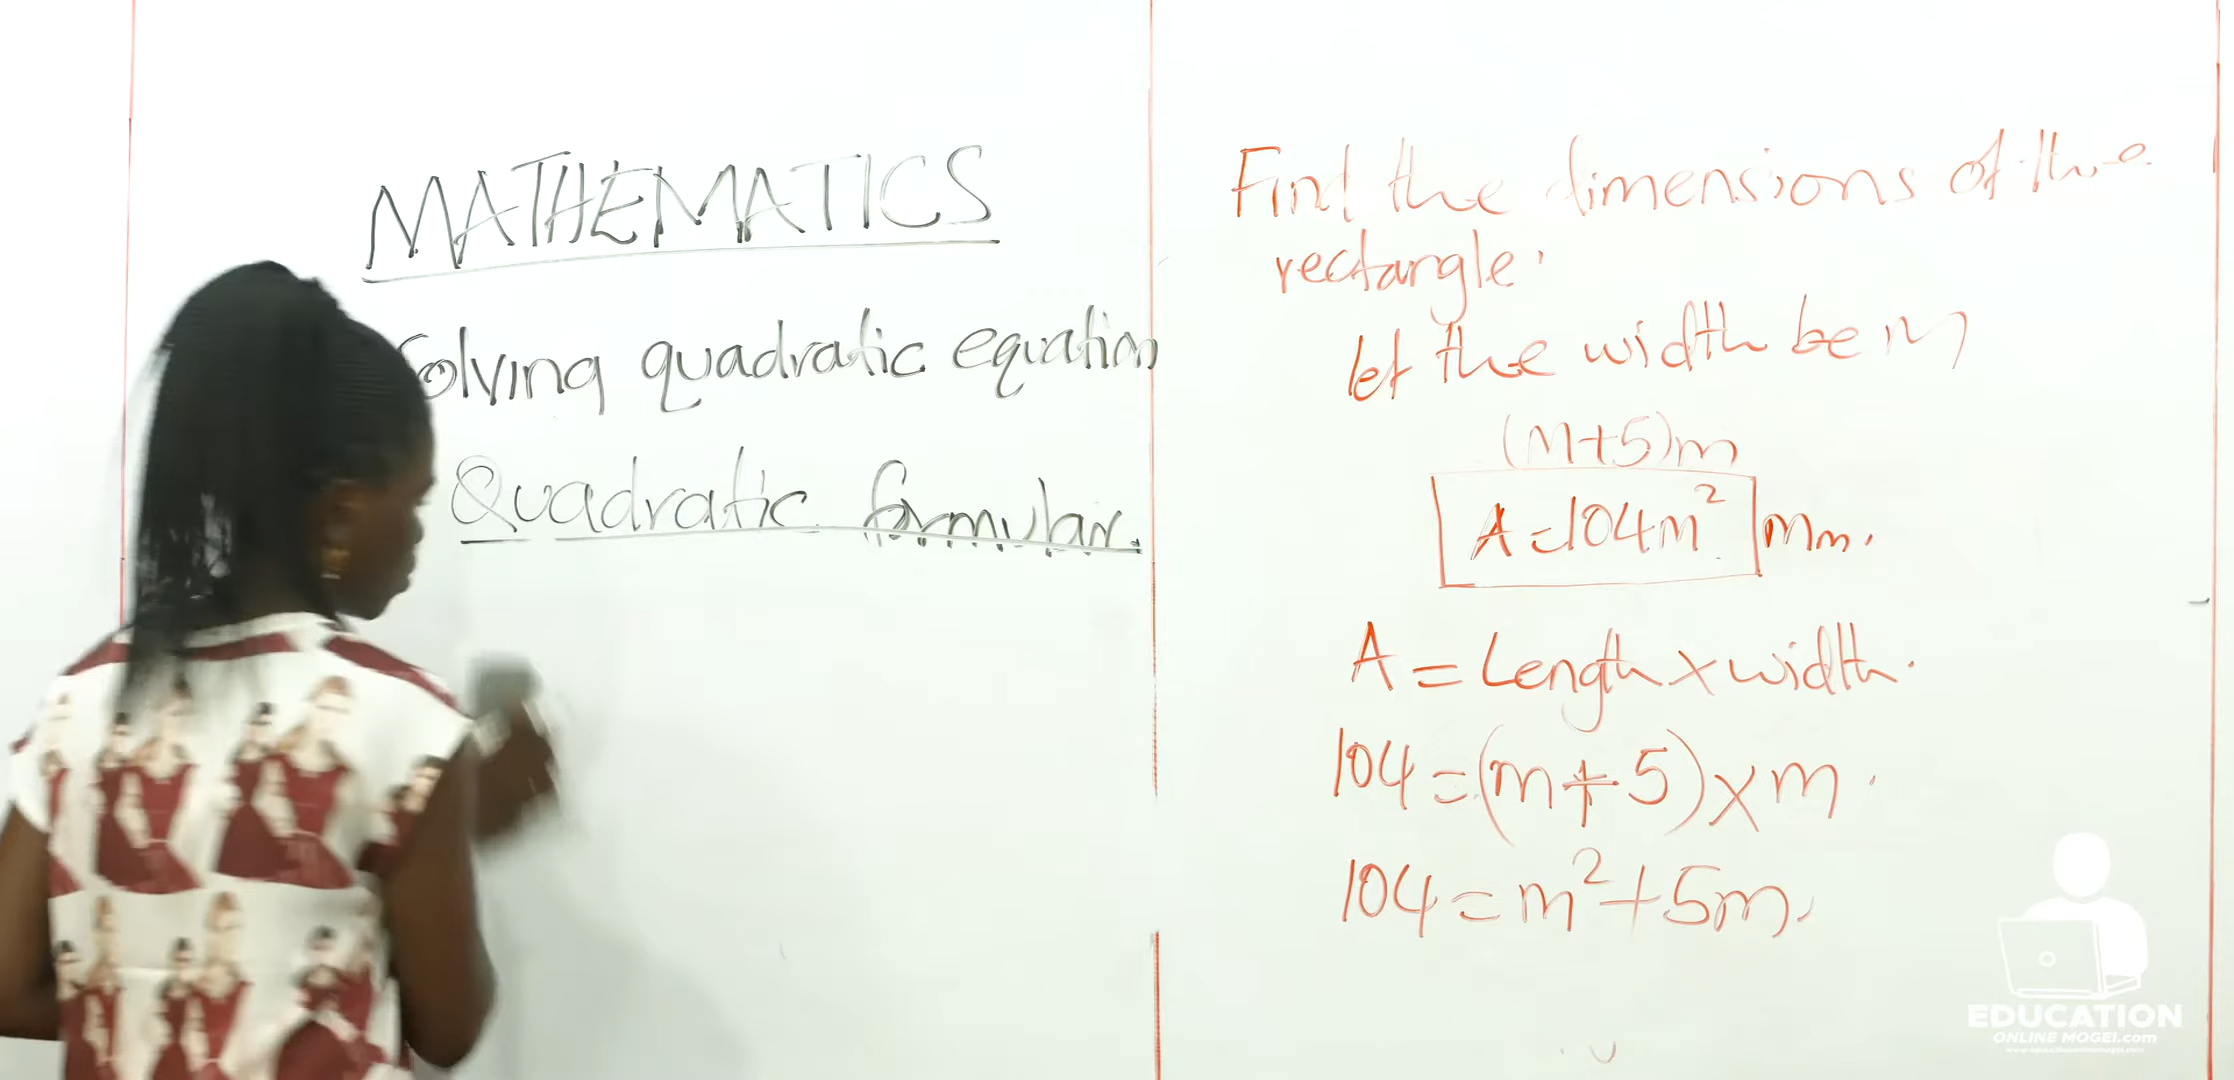 MATHEMATICS
Solving quadratic equation
Quadratic formular.
Find the dimensions of the
rectangle.
let the width be m
(m+5)m
A=104m² mm.
A = Length x width.
104 = (m+5) x m.
104 = m² + 5m.
EDUCATION
ONLINE MOGEI.com